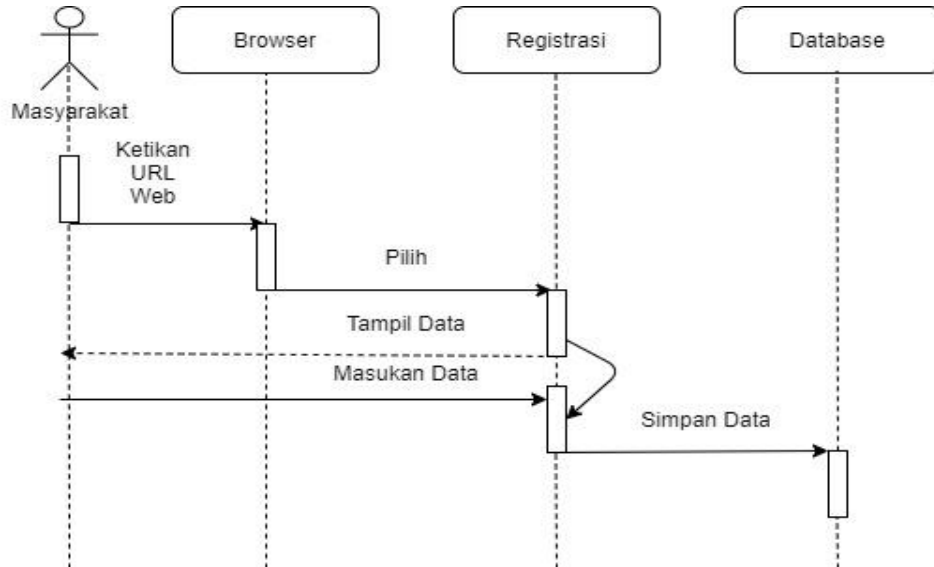 Browser
Registrasi
Database
Masyarakat
Ketikan
URL
Web
Pilih
Tampil Data
Masukan Data
Simpan Data